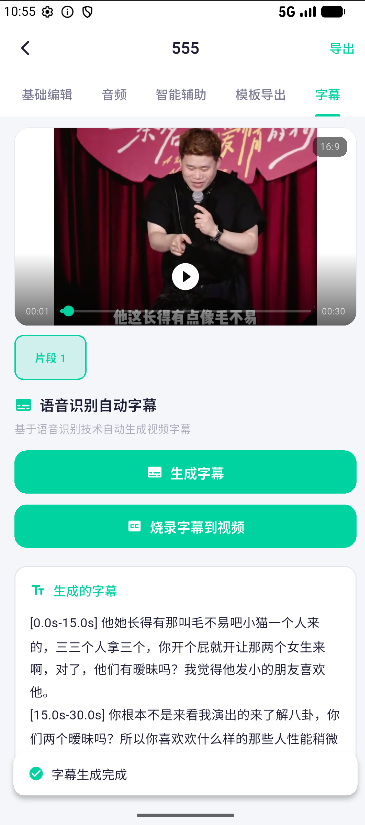 10:55 5G
555 导出
基础编辑 音频 智能辅助 模板导出 字幕
16:9
00:01 00:30
他这长得有点像毛不易
片段 1
语音识别自动字幕
基于语音识别技术自动生成视频字幕
生成字幕
CC 烧录字幕到视频
Tт 生成的字幕
[0.0s-15.0s] 他她长得有那叫毛不易吧小猫一个人来
的，三三个人拿三个，你开个屁就开让那两个女生来
啊，对了，他们有暧昧吗？我觉得他发小的朋友喜欢
他。
[15.0s-30.0s] 你根本不是来看我演出的来了解八卦，你
们两个暧昧吗？所以你喜欢欢什么样的那些人性能稍微
字幕生成完成